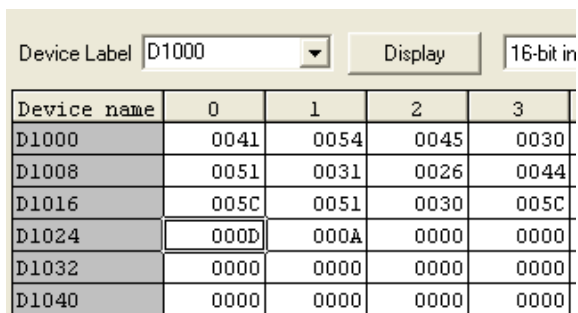 Device Label D1000 Display 16-bit in
Device name 0 1 2 3
D1000 0041 0054 0045 0030
D1008 0051 0031 0026 0044
D1016 005C 0051 0030 005C
D1024 000D 000A 0000 0000
D1032 0000 0000 0000 0000
D1040 0000 0000 0000 0000